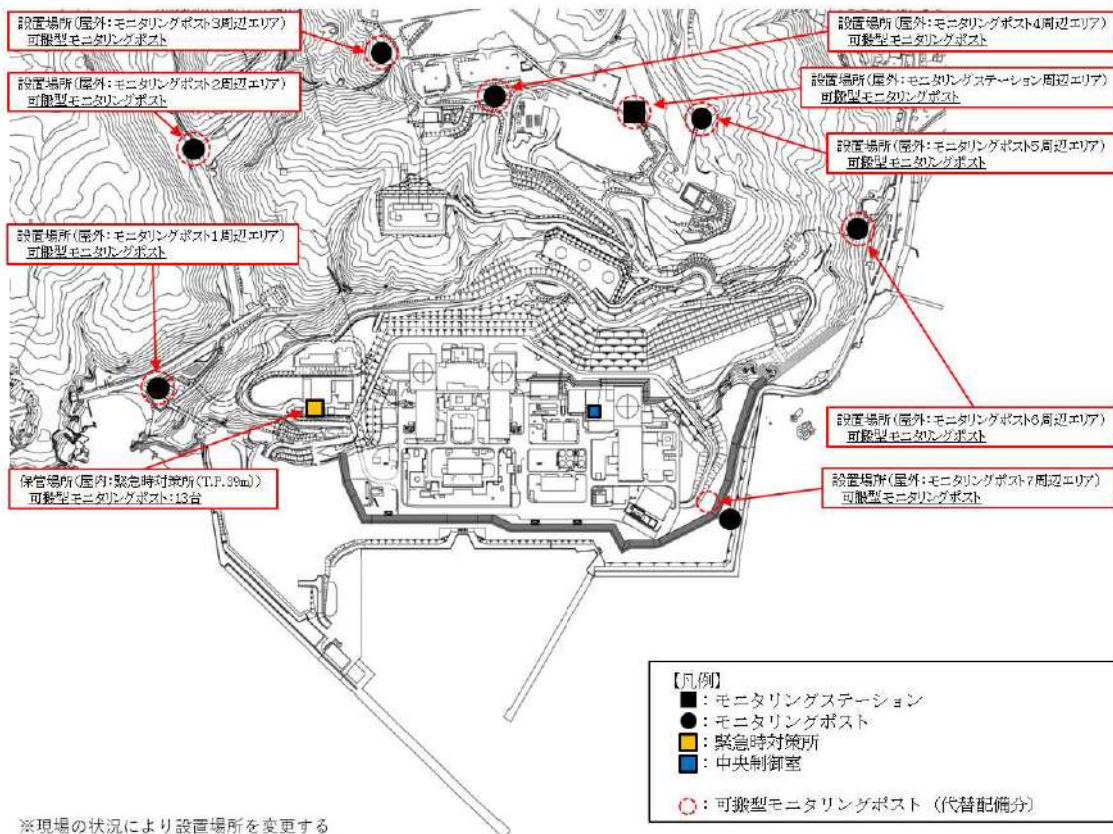 設置場所(屋外:モニタリングポスト3周辺エリア)
可搬型モニタリングポスト
設置場所(屋外:モニタリングポスト2周辺エリア)
可搬型モニタリングポスト
設置場所(屋外:モニタリングポスト1周辺エリア)
可搬型モニタリングポスト
保管場所(屋内:緊急時対策所(T.P.39m))
可搬型モニタリングポスト:13台
設置場所(屋外:モニタリングポスト4周辺エリア)
可搬型モニタリングポスト
設置場所(屋外:モニタリングステーション周辺エリア)
可搬型モニタリングポスト
設置場所(屋外:モニタリングポスト5周辺エリア)
可搬型モニタリングポスト
設置場所(屋外:モニタリングポスト6周辺エリア)
可搬型モニタリングポスト
設置場所(屋外:モニタリングポスト7周辺エリア)
可搬型モニタリングポスト
【凡例】
■:モニタリングステーション
●:モニタリングポスト
:緊急時対策所
:中央制御室
:可搬型モニタリングポスト(代替配備分)
※現場の状況により設置場所を変更する